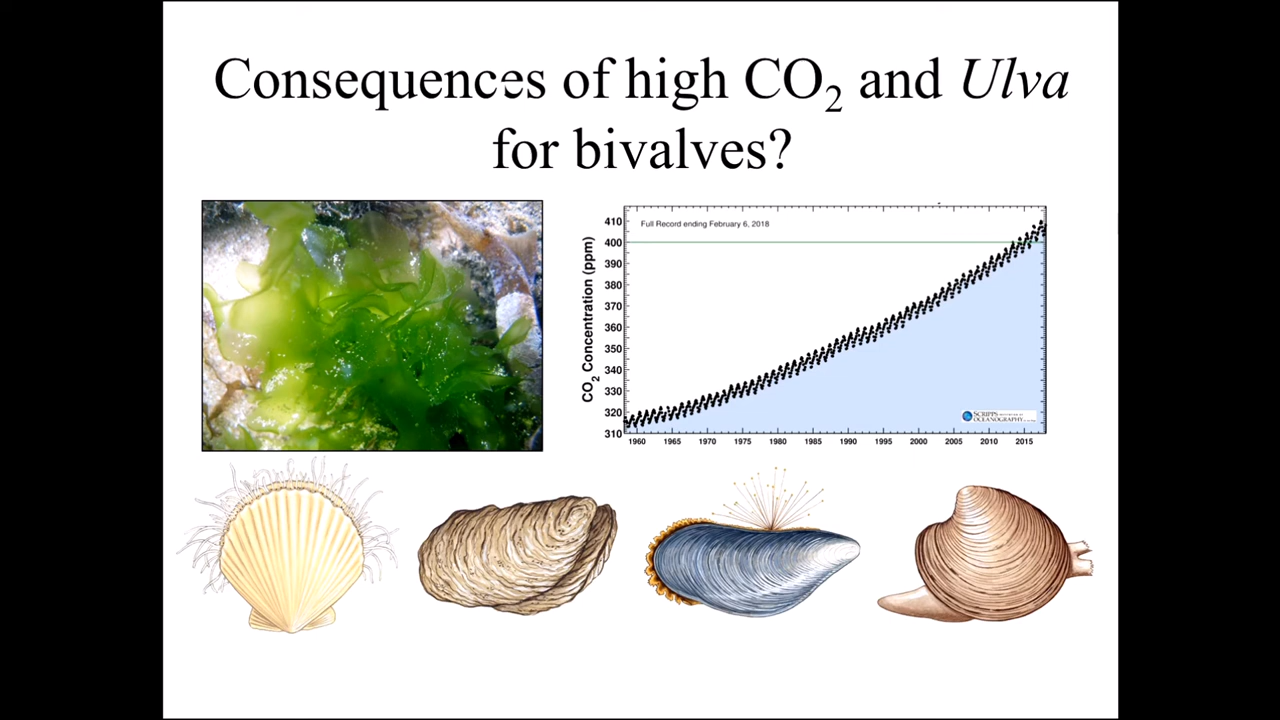 Consequences of high CO₂ and Ulva
for bivalves?
Full Record ending February 6, 2018
CO₂ Concentration (ppm)
410
400
390
380
370
360
350
340
330
320
310
1960 1965 1970 1975 1980 1985 1990 1995 2000 2005 2010 2015
SCRIPPS
OCEANOGRAPHY